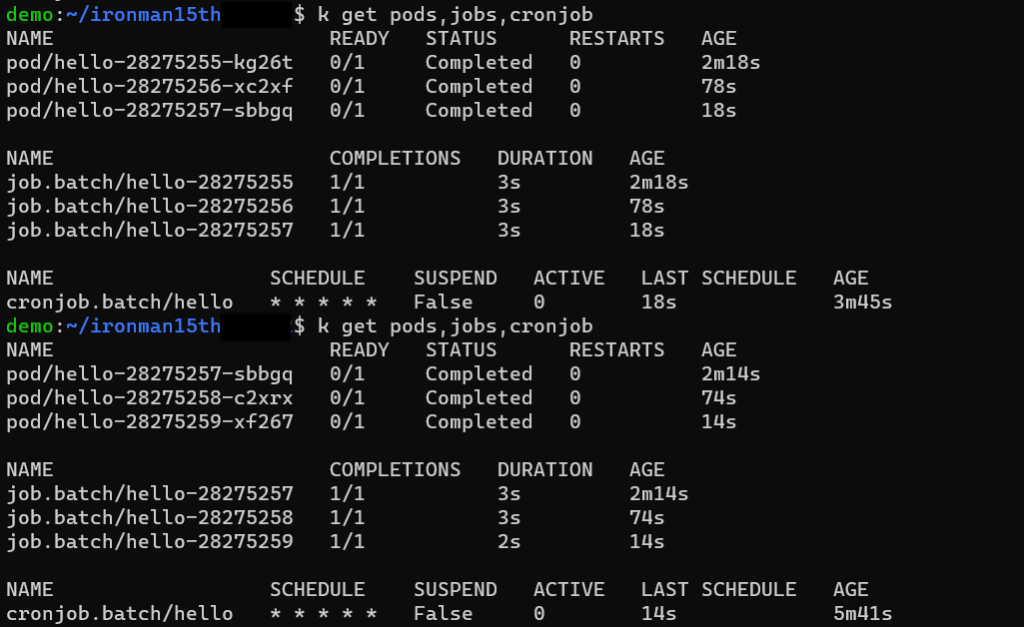 demo:~/ironman15th $ k get pods,jobs,cronjob
NAME READY STATUS RESTARTS AGE
pod/hello-28275255-kg26t 0/1 Completed 0 2m18s
pod/hello-28275256-xc2xf 0/1 Completed 0 78s
pod/hello-28275257-sbbgq 0/1 Completed 0 18s
NAME COMPLETIONS DURATION AGE
job.batch/hello-28275255 1/1 3s 2m18s
job.batch/hello-28275256 1/1 3s 78s
job.batch/hello-28275257 1/1 3s 18s
NAME SCHEDULE SUSPEND ACTIVE LAST SCHEDULE AGE
cronjob.batch/hello * * * * * False 0 18s 3m45s
demo:~/ironman15th $ k get pods,jobs,cronjob
NAME READY STATUS RESTARTS AGE
pod/hello-28275257-sbbgq 0/1 Completed 0 2m14s
pod/hello-28275258-c2xrx 0/1 Completed 0 74s
pod/hello-28275259-xf267 0/1 Completed 0 14s
NAME COMPLETIONS DURATION AGE
job.batch/hello-28275257 1/1 3s 2m14s
job.batch/hello-28275258 1/1 3s 74s
job.batch/hello-28275259 1/1 2s 14s
NAME SCHEDULE SUSPEND ACTIVE LAST SCHEDULE AGE
cronjob.batch/hello * * * * * False 0 14s 5m41s